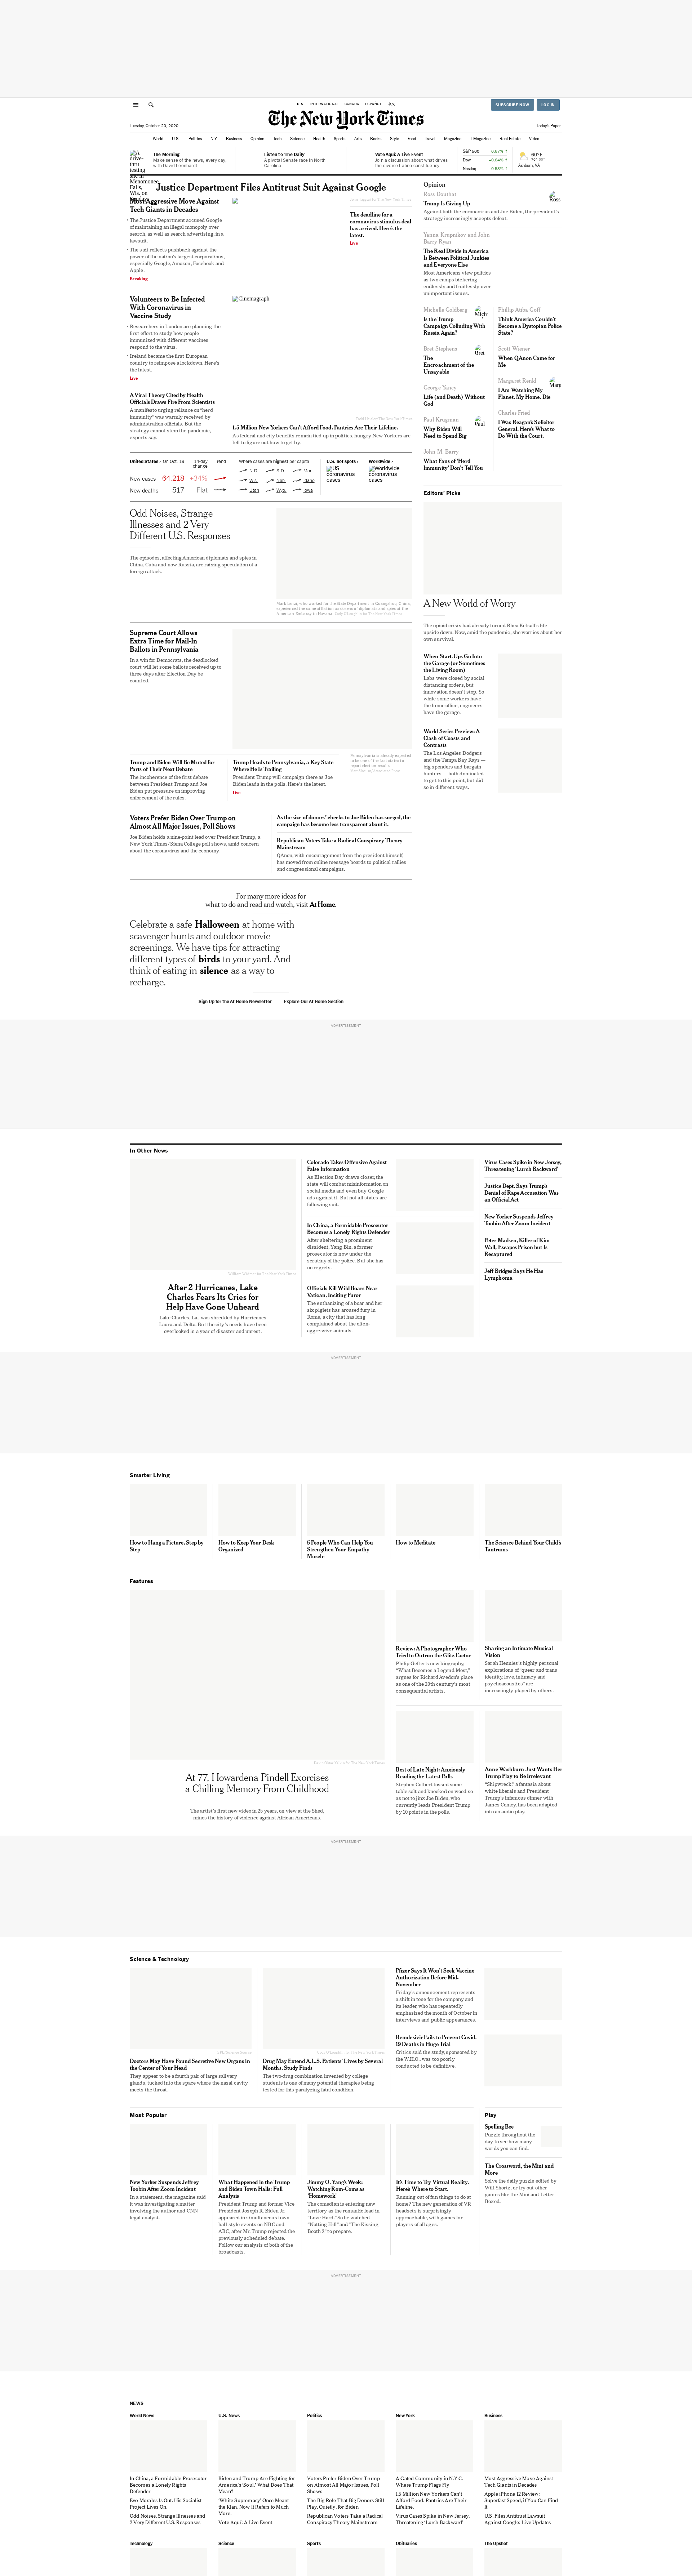 U.S. INTERNATIONAL CANADA ESPAÑOL 中文
SUBSCRIBE NOW
LOG IN
The New York Times
Tuesday, October 20, 2020
Today's Paper
World U.S. Politics N.Y. Business Opinion Tech Science Health Sports Arts Books Style Food Travel Magazine T Magazine Real Estate Video
The Morning
Make sense of the news, every day, with David Leonhardt.
Listen to 'The Daily'
A pivotal Senate race in North Carolina.
Vote Aquí: A Live Event
Join a discussion about what drives the diverse Latino constituency.
S&P 500 +0.67% ↑
Dow +0.64% ↑
Nasdaq +0.53% ↑
Ashburn, VA
A drive-thru testing site in Menomonee Falls, Wis. on
Justice Department Files Antitrust Suit Against Google
Most Aggressive Move Against
Tech Giants in Decades
The Justice Department accused Google
of maintaining an illegal monopoly over
search, as well as search advertising, in a
lawsuit.
The suit reflects pushback against the
power of the nation's largest corporations,
especially Google, Amazon, Facebook and
Apple.
Breaking
The deadline for a
coronavirus stimulus deal
has arrived. Here's the
latest.
Live
Volunteers to Be Infected
With Coronavirus in
Vaccine Study
Researchers in London are planning the
first effort to study how people
immunized with different vaccines
respond to the virus.
Ireland became the first European
country to reimpose a lockdown. Here's
the latest.
Live
A Viral Theory Cited by Health
Officials Draws Fire From Scientists
A manifesto urging reliance on "herd
immunity" was warmly received by
administration officials. But the
strategy cannot stem the pandemic,
experts say.
Cinemagraph
1.5 Million New Yorkers Can't Afford Food. Pantries Are Their Lifeline.
As federal and city benefits remain tied up in politics, hungry New Yorkers are
left to figure out how to get by.
United States › On Oct. 19 14-day change Trend
New cases 64,218 +34%
New deaths 517 Flat
Where cases are highest per capita
N.D. S.D. Mont.
Wis. Neb. Idaho
Utah Wyo. Iowa
U.S. hot spots ›
US coronavirus cases
Worldwide ›
Worldwide coronavirus cases
Odd Noises, Strange
Illnesses and 2 Very
Different U.S. Responses
The episodes, affecting American diplomats and spies in
China, Cuba and now Russia, are raising speculation of a
foreign attack.
Mark Lenzi, who worked for the State Department in Guangzhou, China,
experienced the same affliction as dozens of diplomats and spies at the
American Embassy in Havana.
Supreme Court Allows
Extra Time for Mail-In
Ballots in Pennsylvania
In a win for Democrats, the deadlocked
court will let some ballots received up to
three days after Election Day be
counted.
Pennsylvania is already expected
to be one of the last states to
report election results.
Trump and Biden Will Be Muted for
Parts of Their Next Debate
The incoherence of the first debate
between President Trump and Joe
Biden put pressure on improving
enforcement of the rules.
Trump Heads to Pennsylvania, a Key State
Where He Is Trailing
President Trump will campaign there as Joe
Biden leads in the polls. Here's the latest.
Live
Voters Prefer Biden Over Trump on
Almost All Major Issues, Poll Shows
Joe Biden holds a nine-point lead over President Trump, a
New York Times/Siena College poll shows, amid concern
about the coronavirus and the economy.
As the size of donors' checks to Joe Biden has surged, the
campaign has become less transparent about it.
Republican Voters Take a Radical Conspiracy Theory
Mainstream
QAnon, with encouragement from the president himself,
has moved from online message boards to political rallies
and congressional campaigns.
For many more ideas for
what to do and read and watch, visit At Home.
Celebrate a safe Halloween at home with
scavenger hunts and outdoor movie
screenings. We have tips for attracting
different types of birds to your yard. And
think of eating in silence as a way to
recharge.
Sign Up for the At Home Newsletter
Explore Our At Home Section
Opinion
Ross Douthat
Trump Is Giving Up
Against both the coronavirus and Joe Biden, the president's
strategy increasingly accepts defeat.
Yanna Krupnikov and John
Barry Ryan
The Real Divide in America
Is Between Political Junkies
and Everyone Else
Most Americans view politics
as two camps bickering
endlessly and fruitlessly over
unimportant issues.
Michelle Goldberg
Is the Trump
Campaign Colluding With
Russia Again?
Phillip Atiba Goff
Think America Couldn't
Become a Dystopian Police
State?
Bret Stephens
The
Encroachment of the
Unsayable
Scott Wiener
When QAnon Came for
Me
George Yancy
Life (and Death) Without
God
Margaret Renkl
I Am Watching My
Planet, My Home, Die
Paul Krugman
Why Biden Will
Need to Spend Big
Charles Fried
I Was Reagan's Solicitor
General. Here's What to
Do With the Court.
John M. Barry
What Fans of 'Herd
Immunity' Don't Tell You
Editors' Picks
A New World of Worry
The opioid crisis had already turned Rhea Kelsall's life
upside down. Now, amid the pandemic, she worries about her
own survival.
When Start-Ups Go Into
the Garage (or Sometimes
the Living Room)
Labs were closed by social
distancing orders, but
innovation doesn't stop. So
while some workers have
the home office, engineers
have the garage.
World Series Preview: A
Clash of Coasts and
Contrasts
The Los Angeles Dodgers
and the Tampa Bay Rays —
big spenders and bargain
hunters — both dominated
to get to this point, but did
so in different ways.
ADVERTISEMENT
In Other News
After 2 Hurricanes, Lake
Charles Fears Its Cries for
Help Have Gone Unheard
Lake Charles, La., was shredded by Hurricanes
Laura and Delta. But the city's needs have been
overlooked in a year of disaster and unrest.
Colorado Takes Offensive Against
False Information
As Election Day draws closer, the
state will combat misinformation on
social media and even buy Google
ads against it. But not all states are
following suit.
In China, a Formidable Prosecutor
Becomes a Lonely Rights Defender
After sheltering a prominent
dissident, Yang Bin, a former
prosecutor, is now under the
scrutiny of the police. But she has
no regrets.
Officials Kill Wild Boars Near
Vatican, Inciting Furor
The euthanizing of a boar and her
six piglets has aroused fury in
Rome, a city that has long
complained about the often-
aggressive animals.
Virus Cases Spike in New Jersey,
Threatening 'Lurch Backward'
Justice Dept. Says Trump's
Denial of Rape Accusation Was
an Official Act
New Yorker Suspends Jeffrey
Toobin After Zoom Incident
Peter Madsen, Killer of Kim
Wall, Escapes Prison but Is
Recaptured
Jeff Bridges Says He Has
Lymphoma
ADVERTISEMENT
Smarter Living
How to Hang a Picture, Step by
Step
How to Keep Your Desk
Organized
5 People Who Can Help You
Strengthen Your Empathy
Muscle
How to Meditate
The Science Behind Your Child's
Tantrums
Features
At 77, Howardena Pindell Exorcises
a Chilling Memory From Childhood
The artist's first new video in 25 years, on view at the Shed,
mines the history of violence against African Americans.
Review: A Photographer Who
Tried to Outrun the Glitz Factor
Philip Gefter's new biography,
"What Becomes a Legend Most,"
argues for Richard Avedon's place
as one of the 20th century's most
consequential artists.
Sharing an Intimate Musical
Vision
Sarah Hennies's highly personal
explorations of "queer and trans
identity, love, intimacy and
psychoacoustics" are
increasingly played by others.
Best of Late Night: Anxiously
Reading the Latest Polls
Stephen Colbert tossed some
table salt and knocked on wood so
as not to jinx Joe Biden, who
currently leads President Trump
by 10 points in the polls.
Anne Washburn Just Wants Her
Trump Play to Be Irrelevant
"Shipwreck," a fantasia about
white liberals and President
Trump's infamous dinner with
James Comey, has been adapted
into an audio play.
ADVERTISEMENT
Science & Technology
Doctors May Have Found Secretive New Organs in
the Center of Your Head
They appear to be a fourth pair of large salivary
glands, tucked into the space where the nasal cavity
meets the throat.
Drug May Extend A.L.S. Patients' Lives by Several
Months, Study Finds
The two-drug combination invented by college
students is one of many potential therapies being
tested for this paralyzing fatal condition.
Pfizer Says It Won't Seek Vaccine
Authorization Before Mid-
November
Friday's announcement represents
a shift in tone for the company and
its leader, who has repeatedly
emphasized the month of October in
interviews and public appearances.
Remdesivir Fails to Prevent Covid-
19 Deaths in Huge Trial
Critics said the study, sponsored by
the W.H.O., was too poorly
conducted to be definitive.
Most Popular
New Yorker Suspends Jeffrey
Toobin After Zoom Incident
In a statement, the magazine said
it was investigating a matter
involving the author and CNN
legal analyst.
What Happened in the Trump
and Biden Town Halls: Full
Analysis
President Trump and former Vice
President Joseph R. Biden Jr.
appeared in simultaneous town-
hall-style events on NBC and
ABC, after Mr. Trump rejected the
previously scheduled debate.
Follow our analysis of both of the
broadcasts.
Jimmy O. Yang's Week:
Watching Rom-Coms as
'Homework'
The comedian is entering new
territory as the romantic lead in
"Love Hard." So he watched
"Notting Hill" and "The Kissing
Booth 2" to prepare.
It's Time to Try Virtual Reality.
Here's Where to Start.
Running out of fun things to do at
home? The new generation of VR
headsets is surprisingly
approachable, with games for
players of all ages.
Play
Spelling Bee
Puzzle throughout the
day to see how many
words you can find.
The Crossword, the Mini and
More
Solve the daily puzzle edited by
Will Shortz, or try out other
games like the Mini and Letter
Boxed.
ADVERTISEMENT
NEWS
World News
In China, a Formidable Prosecutor
Becomes a Lonely Rights
Defender
Evo Morales Is Out. His Socialist
Project Lives On.
Odd Noises, Strange Illnesses and
2 Very Different U.S. Responses
U.S. News
Biden and Trump Are Fighting for
America's 'Soul.' What Does That
Mean?
'White Supremacy' Once Meant
the Klan. Now It Refers to Much
More.
Vote Aquí: A Live Event
Politics
Voters Prefer Biden Over Trump
on Almost All Major Issues, Poll
Shows
The Big Role That Big Donors Still
Play, Quietly, for Biden
Republican Voters Take a Radical
Conspiracy Theory Mainstream
New York
A Gated Community in N.Y.C.
Where Trump Flags Fly
1.5 Million New Yorkers Can't
Afford Food. Pantries Are Their
Lifeline.
Virus Cases Spike in New Jersey,
Threatening 'Lurch Backward'
Business
Most Aggressive Move Against
Tech Giants in Decades
Apple iPhone 12 Review:
Superfast Speed, if You Can Find
It
U.S. Files Antitrust Lawsuit
Against Google: Live Updates
Technology
Science
Sports
Obituaries
The Upshot